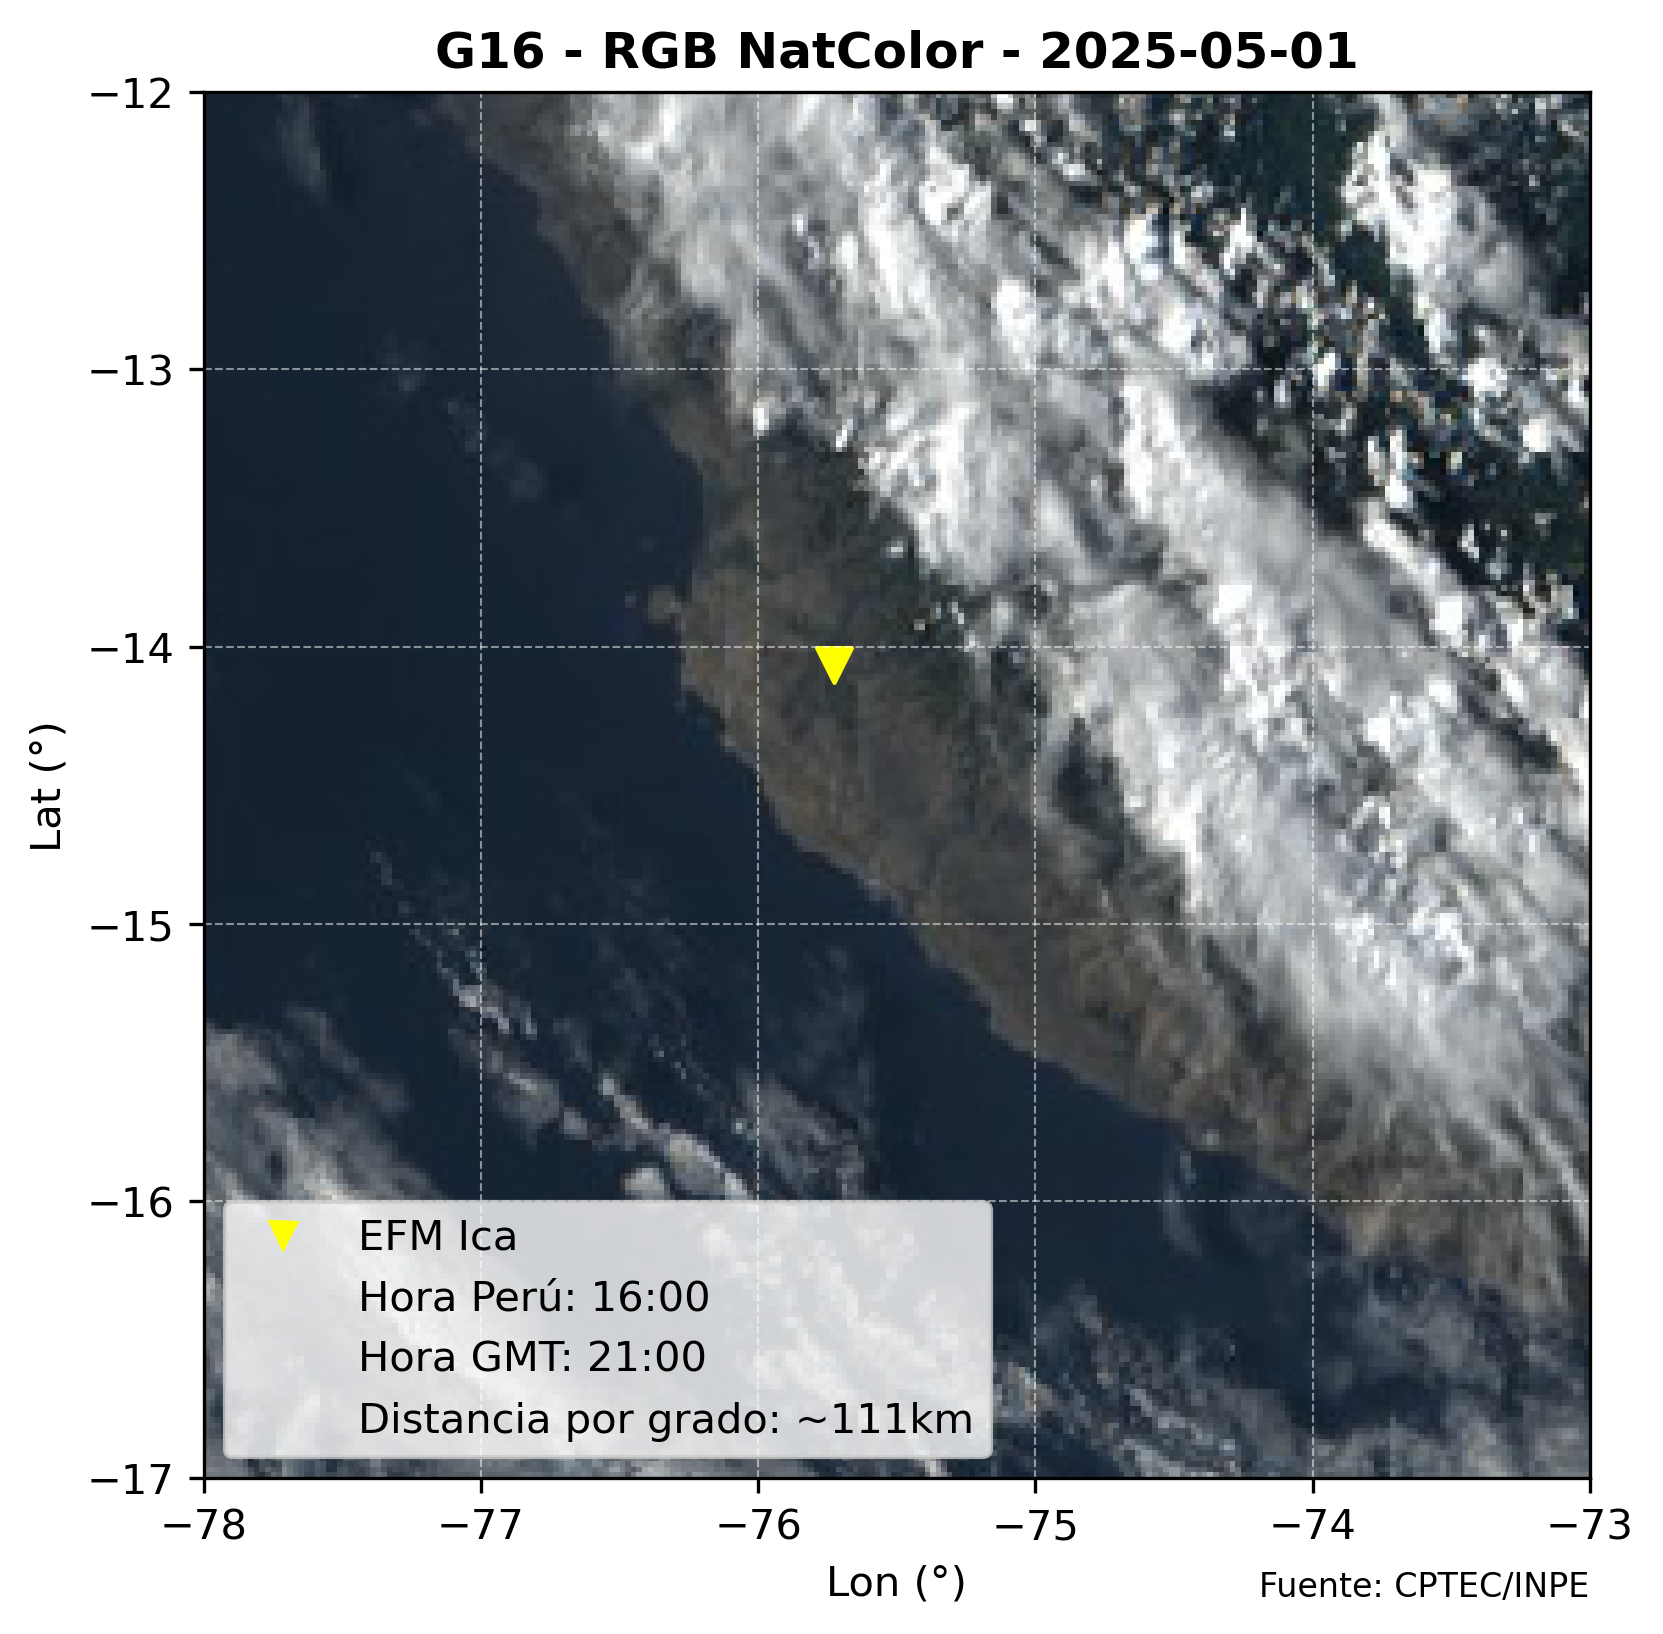 G16 - RGB NatColor - 2025-05-01
−12
−13
−14
−15
−16
−17
Lat (°)
EFM Ica
Hora Perú: 16:00
Hora GMT: 21:00
Distancia por grado: ~111km
−78 −77 −76 −75 −74 −73
Lon (°)
Fuente: CPTEC/INPE